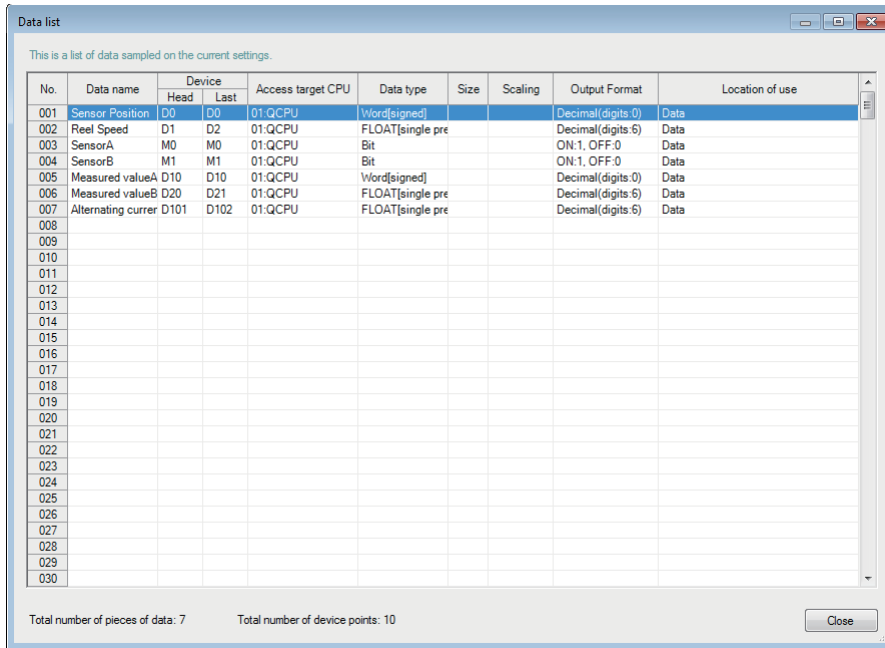 Data list
This is a list of data sampled on the current settings.
No. Data name Device Head Last Access target CPU Data type Size Scaling Output Format Location of use
001 Sensor Position D0 D0 01:QCPU Word[signed] Decimal(digits:0) Data
002 Reel Speed D1 D2 01:QCPU FLOAT[single pre Decimal(digits:6) Data
003 SensorA M0 M0 01:QCPU Bit ON:1, OFF:0 Data
004 SensorB M1 M1 01:QCPU Bit ON:1, OFF:0 Data
005 Measured valueA D10 D10 01:QCPU Word[signed] Decimal(digits:0) Data
006 Measured valueB D20 D21 01:QCPU FLOAT[single pre Decimal(digits:6) Data
007 Alternating currer D101 D102 01:QCPU FLOAT[single pre Decimal(digits:6) Data
008
009
010
011
012
013
014
015
016
017
018
019
020
021
022
023
024
025
026
027
028
029
030
Total number of pieces of data: 7 Total number of device points: 10 Close